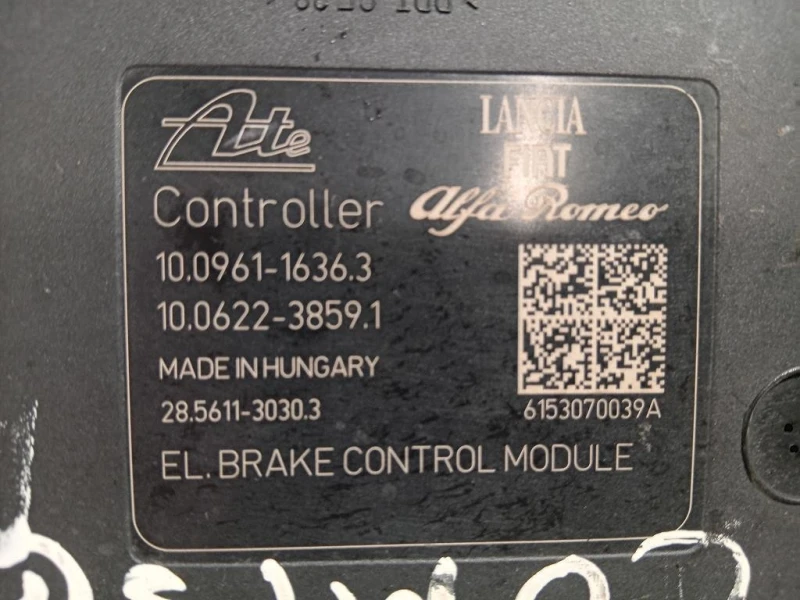 Ate
LANCIA
FIAT
Controller
Alfa Romeo
10.0961-1636.3
10.0622-3859.1
MADE IN HUNGARY
28.5611-3030.3
6153070039A
EL. BRAKE CONTROL MODULE